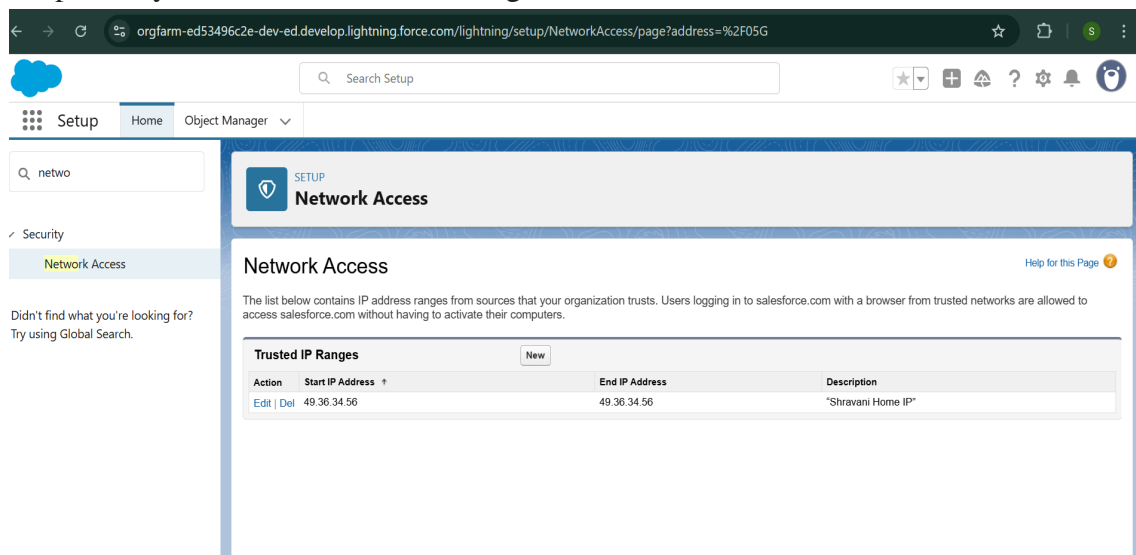 orgfarm-ed53496c2e-dev-ed.develop.lightning.force.com/lightning/setup/NetworkAccess/page?address=%2F05G
S
Search Setup
Setup Home Object Manager
netwo
SETUP
Network Access
Security
Network Access
Didn't find what you're looking for?
Try using Global Search.
Network Access
Help for this Page
The list below contains IP address ranges from sources that your organization trusts. Users logging in to salesforce.com with a browser from trusted networks are allowed to
access salesforce.com without having to activate their computers.
Trusted IP Ranges New
Action Start IP Address ↑ End IP Address Description
Edit | Del 49.36.34.56 49.36.34.56 "Shravani Home IP"